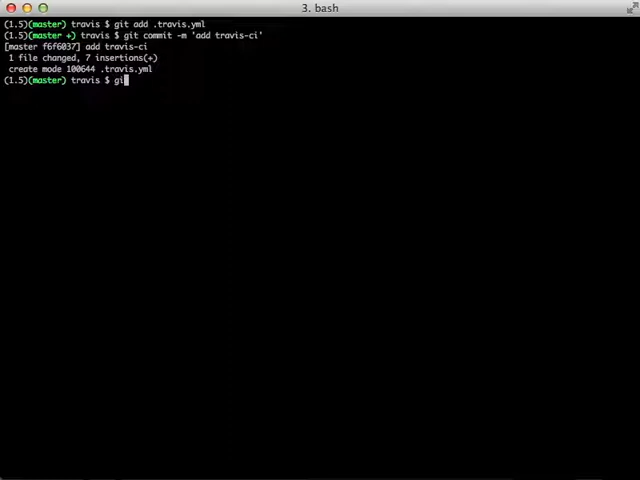 3. bash
(1.5)(master) travis $ git add .travis.yml
(1.5)(master +) travis $ git commit -m 'add travis-ci'
[master f6f6037] add travis-ci
1 file changed, 7 insertions(+)
create mode 100644 .travis.yml
(1.5)(master) travis $ gi